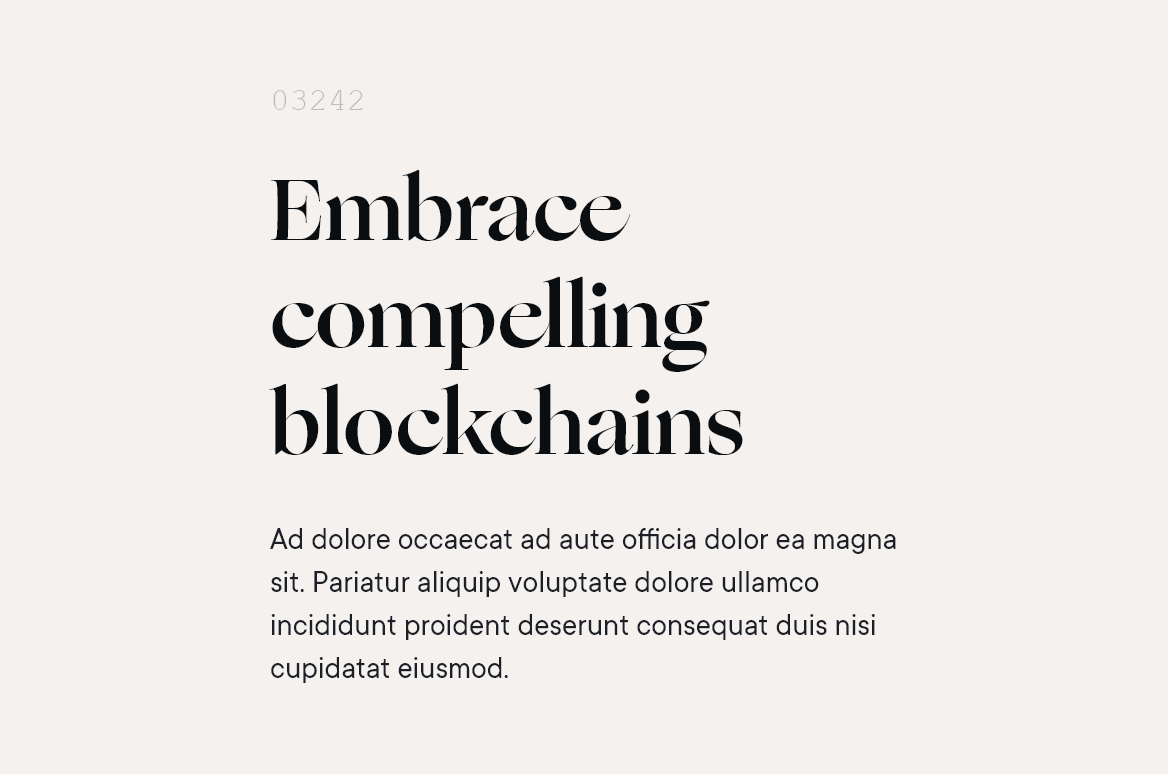 03242
Embrace
compelling
blockchains
Ad dolore occaecat ad aute officia dolor ea magna
sit. Pariatur aliquip voluptate dolore ullamco
incididunt proident deserunt consequat duis nisi
cupidatat eiusmod.